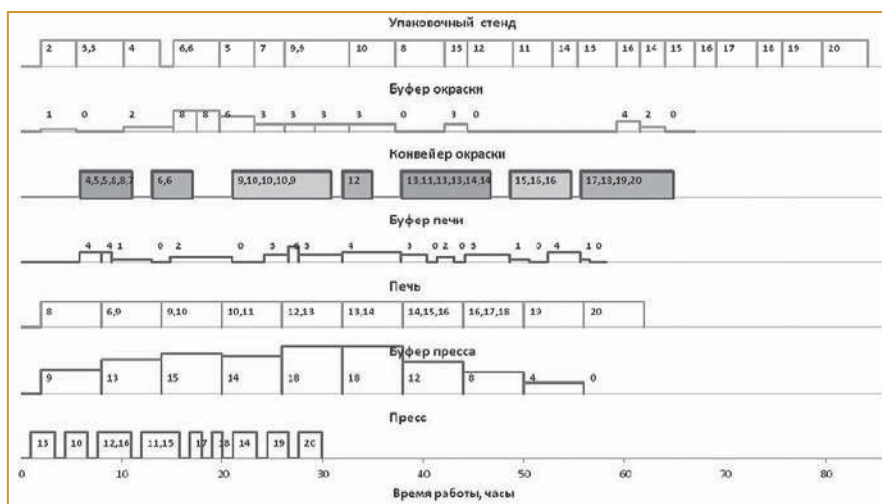 Упаковочный стенд
2 3,3 4 6,6 5 7 9,9 10 8 13 12 11 14 13 16 14 15 16 17 18 19 20
Буфер окраски
1 0 2 8 8 6 3 3 3 3 0 3 0 4 2 0
Конвейер окраски
4,5,5,8,8,7 6,6 9,10,10,10,9 12 13,11,13,13,14,14 15,16,16 17,18,19,20
Буфер печи
4 4 1 0 2 0 3 6 3 4 3 0 2 0 3 1 0 4 1 0
Печь
8 6,9 9,10 10,11 12,13 13,14 14,15,16 16,17,18 19 20
Буфер пресса
9 13 15 14 18 18 12 8 4 0
Пресс
13 10 12,16 11,15 17 18 14 19 20
0 10 20 30 40 50 60 70 80
Время работы, часы